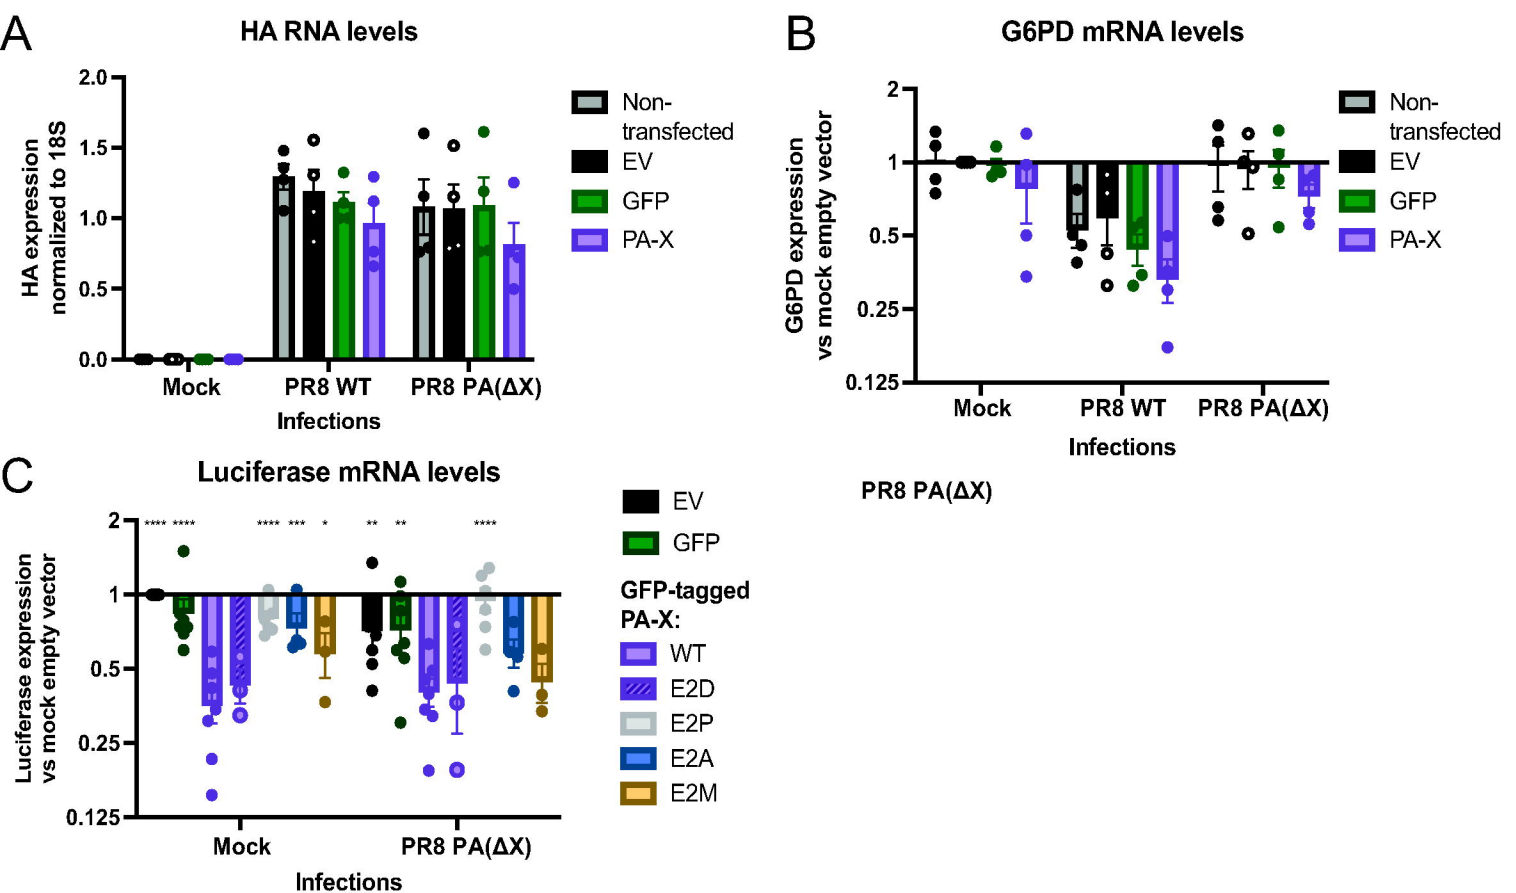 A
HA RNA levels
HA expression
normalized to 18S
2.0
1.5
1.0
0.5
0.0
Mock
PR8 WT
PR8 PA(ΔX)
Infections
Non-
transfected
EV
GFP
PA-X
B
G6PD mRNA levels
G6PD expression
vs mock empty vector
2
1
0.5
0.25
0.125
Mock
PR8 WT
PR8 PA(ΔX)
Infections
Non-
transfected
EV
GFP
PA-X
PR8 PA(ΔX)
C
Luciferase mRNA levels
Luciferase expression
vs mock empty vector
2
1
0.5
0.25
0.125
**** **** **** *** * ** ** ****
Mock
PR8 PA(ΔX)
Infections
EV
GFP
GFP-tagged
PA-X:
WT
E2D
E2P
E2A
E2M